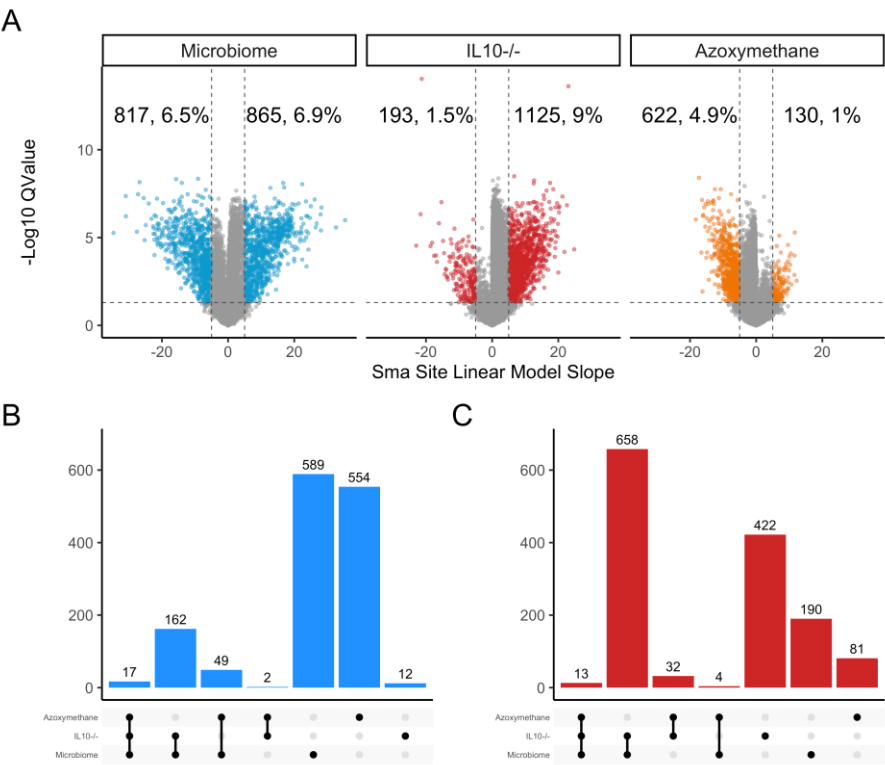 A
Microbiome IL10-/- Azoxymethane
817, 6.5% 865, 6.9% 193, 1.5% 1125, 9% 622, 4.9% 130, 1%
-Log10 QValue
10
5
0
-20 0 20 -20 0 20 -20 0 20
Sma Site Linear Model Slope
B
600
400
200
0
17 162 49 2 589 554 12
Azoxymethane
IL10-/-
Microbiome
C
600
400
200
0
13 658 32 4 422 190 81
Azoxymethane
IL10-/-
Microbiome